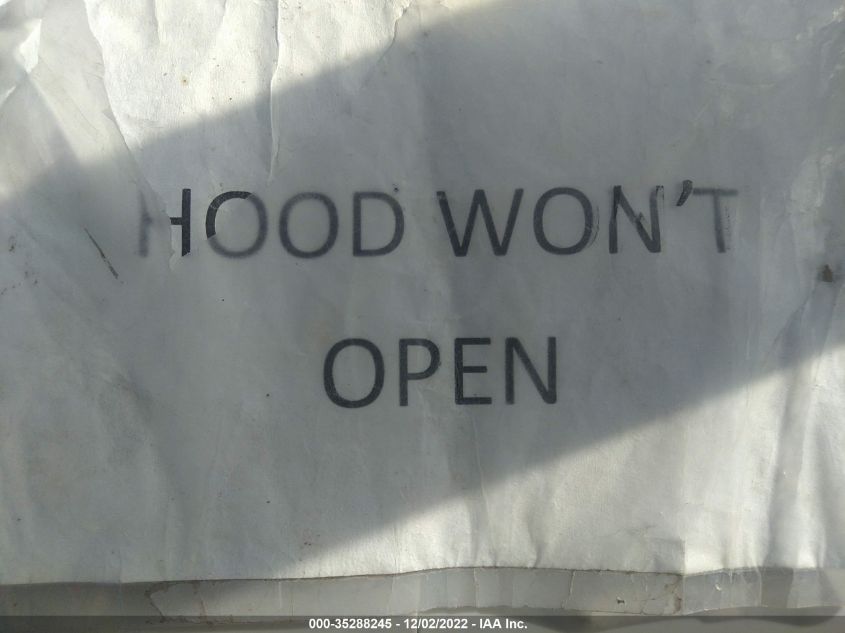 HOOD WON'T
OPEN
000-35288245 - 12/02/2022 - IAA Inc.